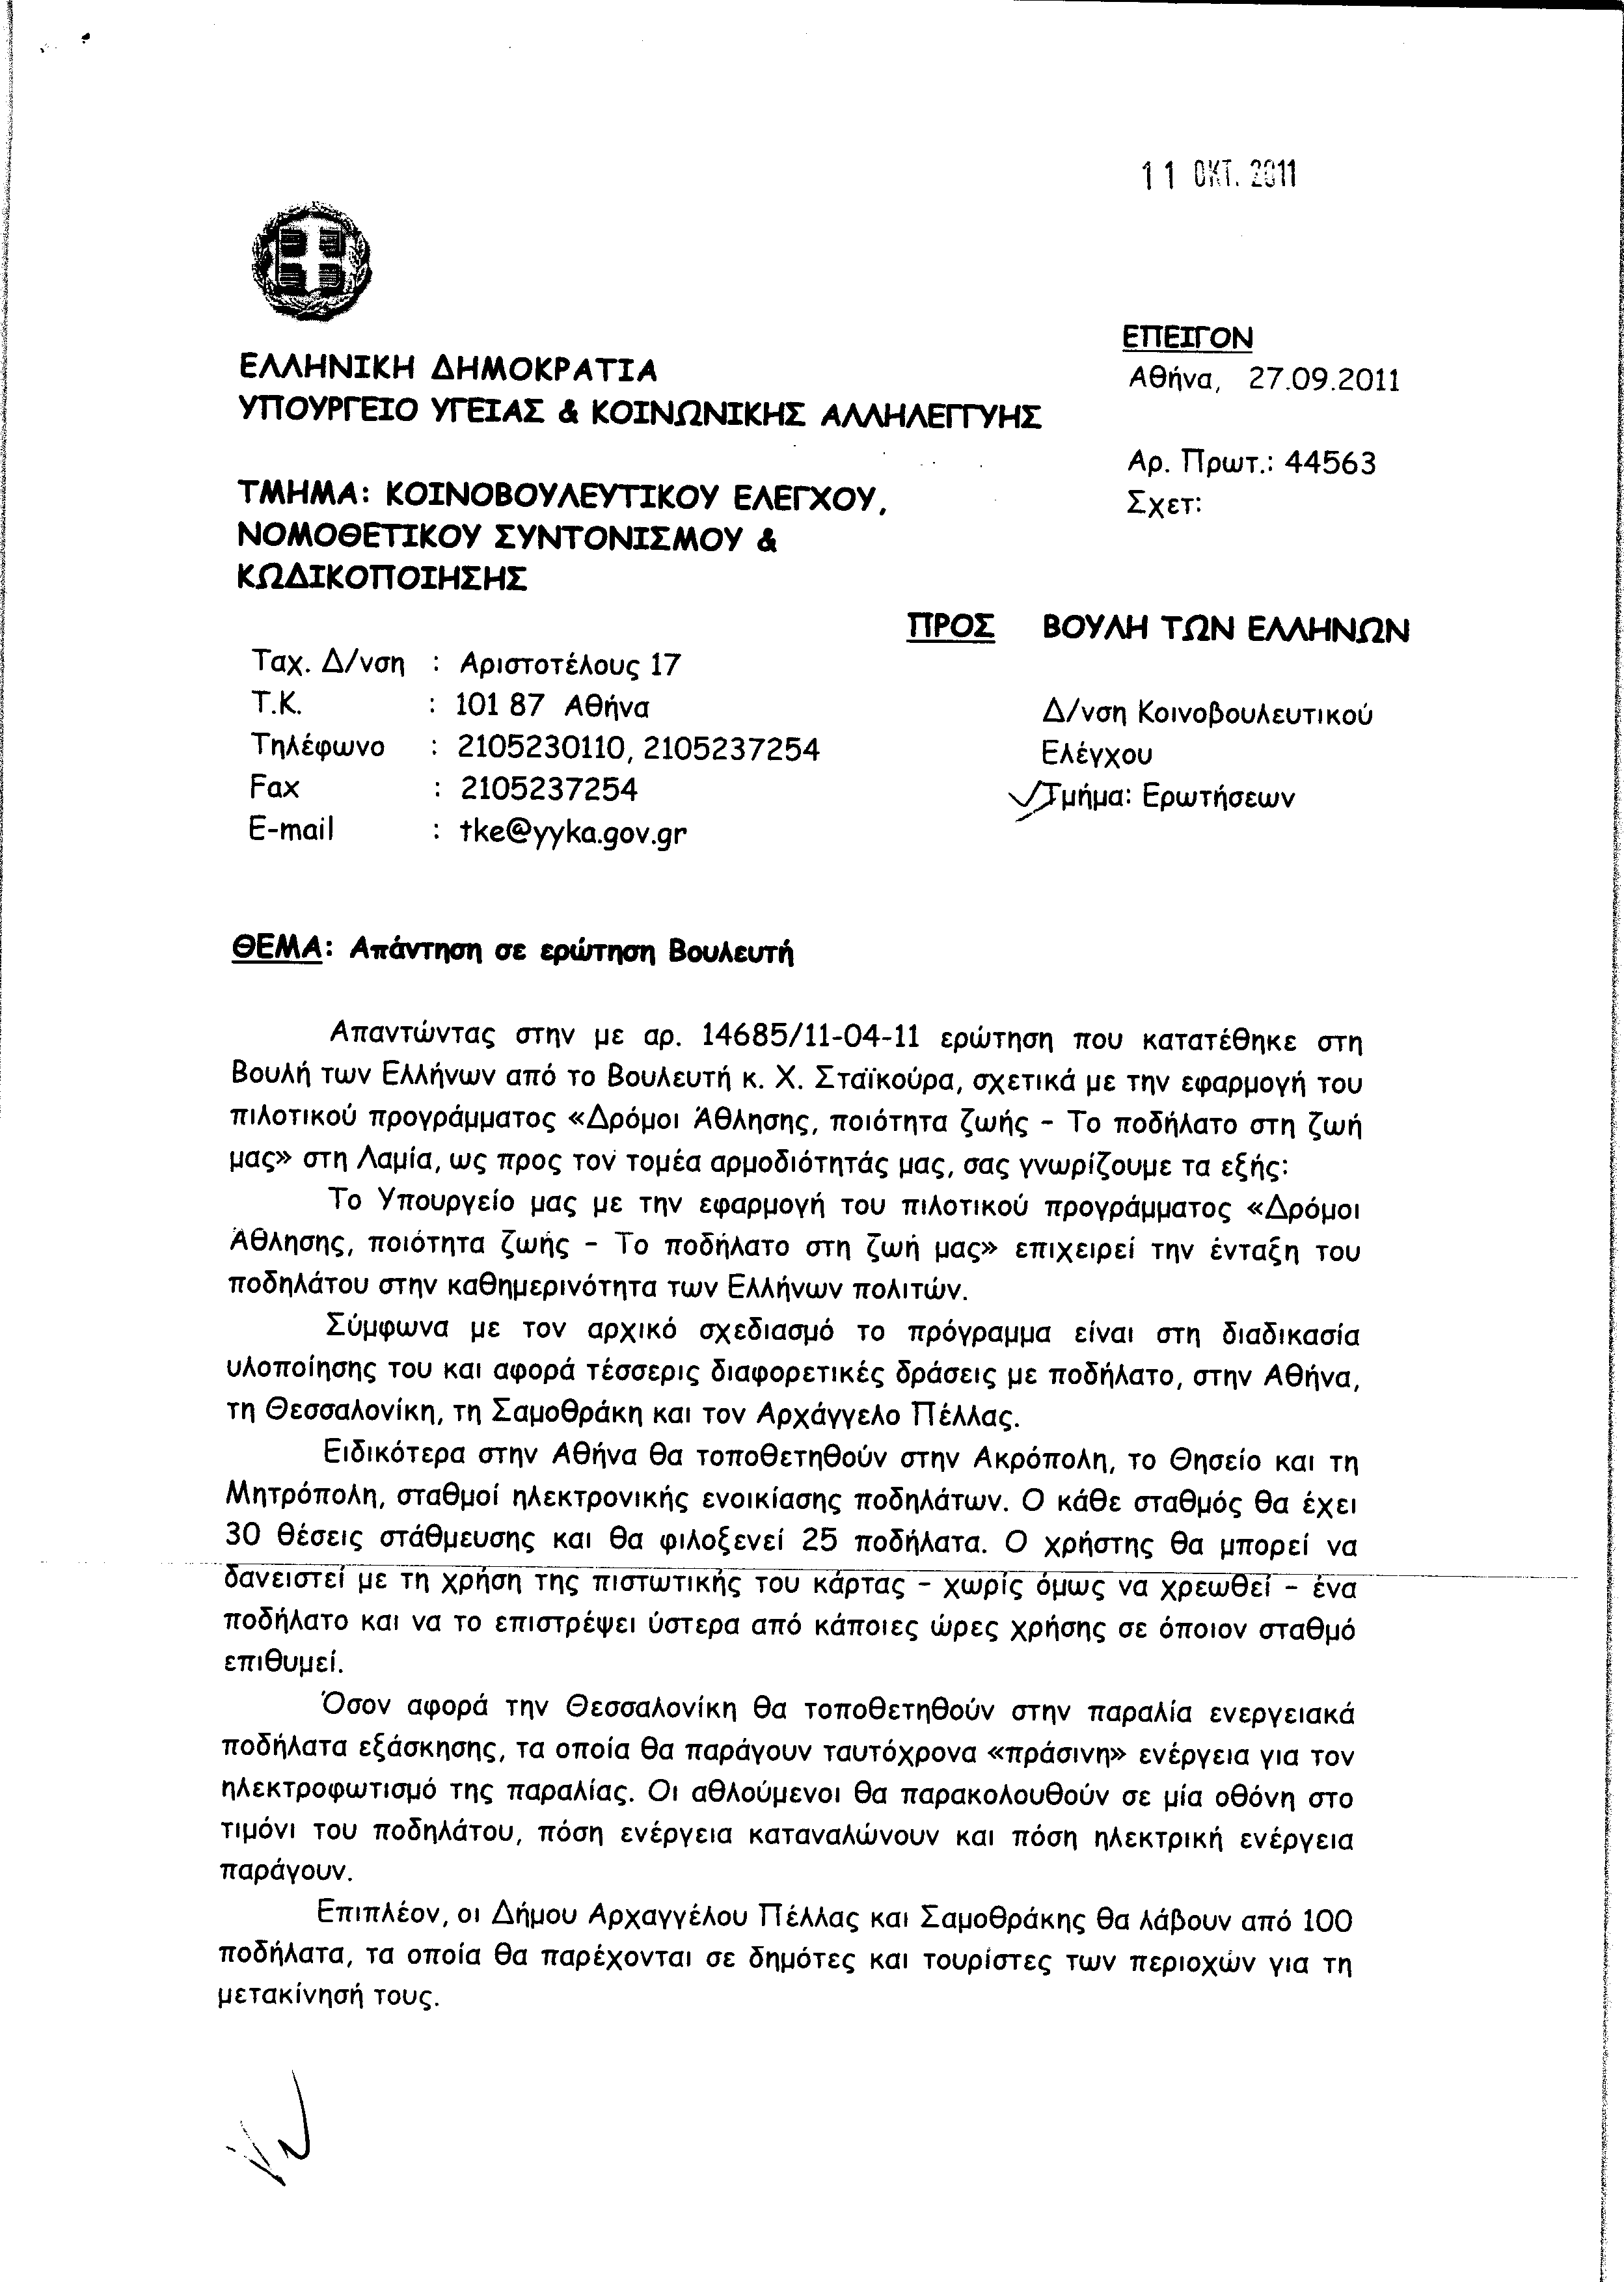 11 ΟΚΤ. 2011
ΕΠΕΙΓΟΝ
ΕΛΛΗΝΙΚΗ ΔΗΜΟΚΡΑΤΙΑ
Αθήνα, 27.09.2011
ΥΠΟΥΡΓΕΙΟ ΥΓΕΙΑΣ & ΚΟΙΝΩΝΙΚΗΣ ΑΛΛΗΛΕΓΓΥΗΣ
Αρ. Πρωτ.: 44563
ΤΜΗΜΑ: ΚΟΙΝΟΒΟΥΛΕΥΤΙΚΟΥ ΕΛΕΓΧΟΥ,
Σχετ:
ΝΟΜΟΘΕΤΙΚΟΥ ΣΥΝΤΟΝΙΣΜΟΥ &
ΚΩΔΙΚΟΠΟΙΗΣΗΣ
ΠΡΟΣ ΒΟΥΛΗ ΤΩΝ ΕΛΛΗΝΩΝ
Ταχ. Δ/νση : Αριστοτέλους 17
Τ.Κ. : 101 87 Αθήνα
Τηλέφωνο : 2105230110, 2105237254
Fax : 2105237254
E-mail : tke@yyka.gov.gr
Δ/νση Κοινοβουλευτικού
Ελέγχου
Τμήμα: Ερωτήσεων
ΘΕΜΑ: Απάντηση σε ερώτηση Βουλευτή
Απαντώντας στην με αρ. 14685/11-04-11 ερώτηση που κατατέθηκε στη
Βουλή των Ελλήνων από το Βουλευτή κ. Χ. Σταϊκούρα, σχετικά με την εφαρμογή του
πιλοτικού προγράμματος «Δρόμοι Άθλησης, ποιότητα ζωής - Το ποδήλατο στη ζωή
μας» στη Λαμία, ως προς τον τομέα αρμοδιότητάς μας, σας γνωρίζουμε τα εξής:
Το Υπουργείο μας με την εφαρμογή του πιλοτικού προγράμματος «Δρόμοι
Άθλησης, ποιότητα ζωής - Το ποδήλατο στη ζωή μας» επιχειρεί την ένταξη του
ποδηλάτου στην καθημερινότητα των Ελλήνων πολιτών.
Σύμφωνα με τον αρχικό σχεδιασμό το πρόγραμμα είναι στη διαδικασία
υλοποίησης του και αφορά τέσσερις διαφορετικές δράσεις με ποδήλατο, στην Αθήνα,
τη Θεσσαλονίκη, τη Σαμοθράκη και τον Αρχάγγελο Πέλλας.
Ειδικότερα στην Αθήνα θα τοποθετηθούν στην Ακρόπολη, το Θησείο και τη
Μητρόπολη, σταθμοί ηλεκτρονικής ενοικίασης ποδηλάτων. Ο κάθε σταθμός θα έχει
30 θέσεις στάθμευσης και θα φιλοξενεί 25 ποδήλατα. Ο χρήστης θα μπορεί να
δανειστεί με τη χρήση της πιστωτικής του κάρτας - χωρίς όμως να χρεωθεί - ένα
ποδήλατο και να το επιστρέψει ύστερα από κάποιες ώρες χρήσης σε όποιον σταθμό
επιθυμεί.
Όσον αφορά την Θεσσαλονίκη θα τοποθετηθούν στην παραλία ενεργειακά
ποδήλατα εξάσκησης, τα οποία θα παράγουν ταυτόχρονα «πράσινη» ενέργεια για τον
ηλεκτροφωτισμό της παραλίας. Οι αθλούμενοι θα παρακολουθούν σε μία οθόνη στο
τιμόνι του ποδηλάτου, πόση ενέργεια καταναλώνουν και πόση ηλεκτρική ενέργεια
παράγουν.
Επιπλέον, οι Δήμου Αρχαγγέλου Πέλλας και Σαμοθράκης θα λάβουν από 100
ποδήλατα, τα οποία θα παρέχονται σε δημότες και τουρίστες των περιοχών για τη
μετακίνησή τους.